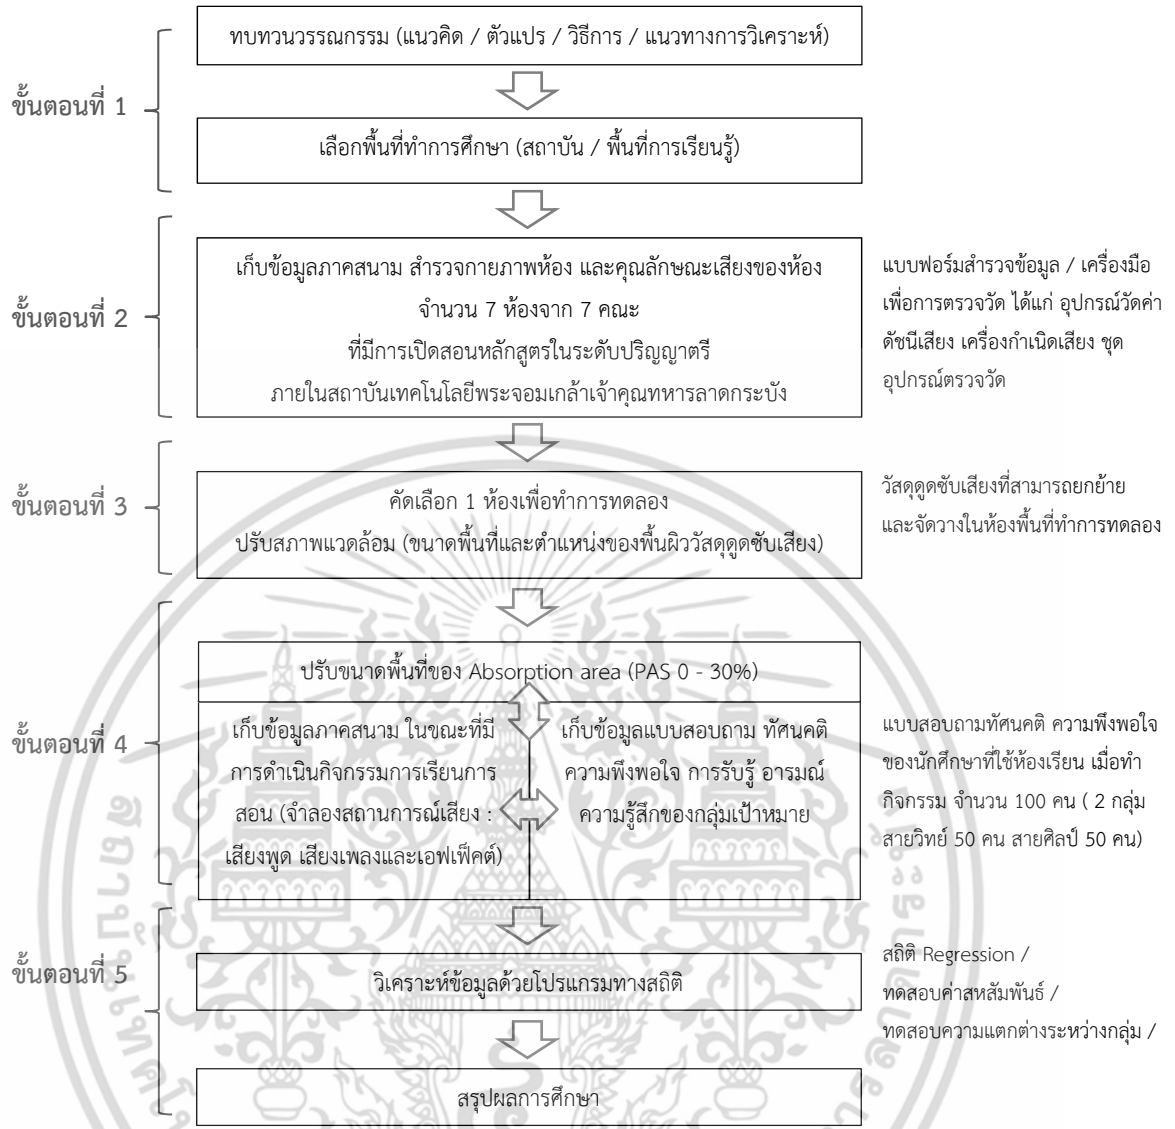 ทบทวนวรรณกรรม (แนวคิด / ตัวแปร / วิธีการ / แนวทางการวิเคราะห์)
ขั้นตอนที่ 1
เลือกพื้นที่ทำการศึกษา (สถาบัน / พื้นที่การเรียนรู้)
ขั้นตอนที่ 2
เก็บข้อมูลภาคสนาม สำรวจกายภาพห้อง และคุณลักษณะเสียงของห้อง
จำนวน 7 ห้องจาก 7 คณะ
ที่มีการเปิดสอนหลักสูตรในระดับปริญญาตรี
ภายในสถาบันเทคโนโลยีพระจอมเกล้าเจ้าคุณทหารลาดกระบัง
แบบฟอร์มสำรวจข้อมูล / เครื่องมือ
เพื่อการตรวจวัด ได้แก่ อุปกรณ์วัดค่า
ดัชนีเสียง เครื่องกำเนิดเสียง ชุด
อุปกรณ์ตรวจวัด
ขั้นตอนที่ 3
คัดเลือก 1 ห้องเพื่อทำการทดลอง
ปรับสภาพแวดล้อม (ขนาดพื้นที่และตำแหน่งของพื้นผิววัสดุดูดซับเสียง)
วัสดุดูดซับเสียงที่สามารถยกย้าย
และจัดวางในห้องพื้นที่ทำการทดลอง
ขั้นตอนที่ 4
ปรับขนาดพื้นที่ของ Absorption area (PAS 0 - 30%)
เก็บข้อมูลภาคสนาม ในขณะที่มี
การดำเนินกิจกรรมการเรียนการ
สอน (จำลองสถานการณ์เสียง :
เสียงพูด เสียงเพลงและเอฟเฟ็คต์)
เก็บข้อมูลแบบสอบถาม ทัศนคติ
ความพึงพอใจ การรับรู้ อารมณ์
ความรู้สึกของกลุ่มเป้าหมาย
แบบสอบถามทัศนคติ ความพึงพอใจ
ของนักศึกษาที่ใช้ห้องเรียน เมื่อทำ
กิจกรรม จำนวน 100 คน ( 2 กลุ่ม
สายวิทย์ 50 คน สายศิลป์ 50 คน)
ขั้นตอนที่ 5
วิเคราะห์ข้อมูลด้วยโปรแกรมทางสถิติ
สถิติ Regression /
ทดสอบค่าสหสัมพันธ์ /
ทดสอบความแตกต่างระหว่างกลุ่ม /
สรุปผลการศึกษา